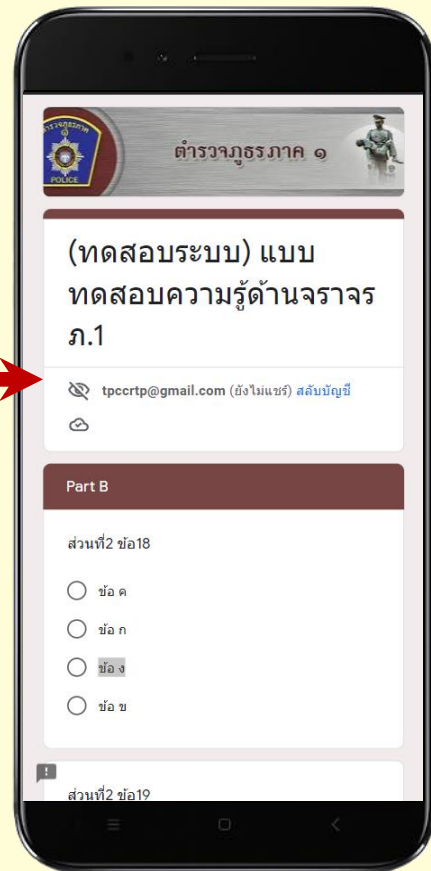 ตำรวจภูธรภาค ๑
POLICE
(ทดสอบระบบ) แบบ
ทดสอบความรู้ด้านจราจร
ภ.1
tpccrtp@gmail.com (ยังไม่แชร์) สลับบัญชี
Part B
ส่วนที่2 ข้อ18
ข้อ ค
ข้อ ก
ข้อ ง
ข้อ ข
ส่วนที่2 ข้อ19